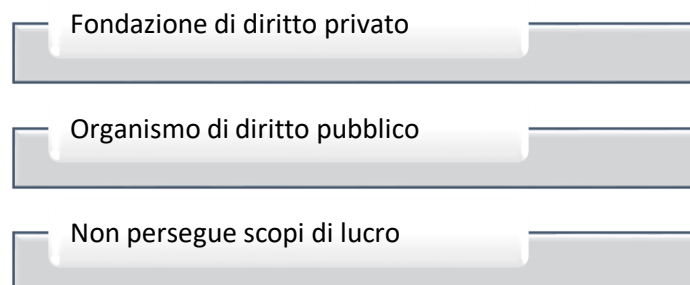 Fondazione di diritto privato
Organismo di diritto pubblico
Non persegue scopi di lucro